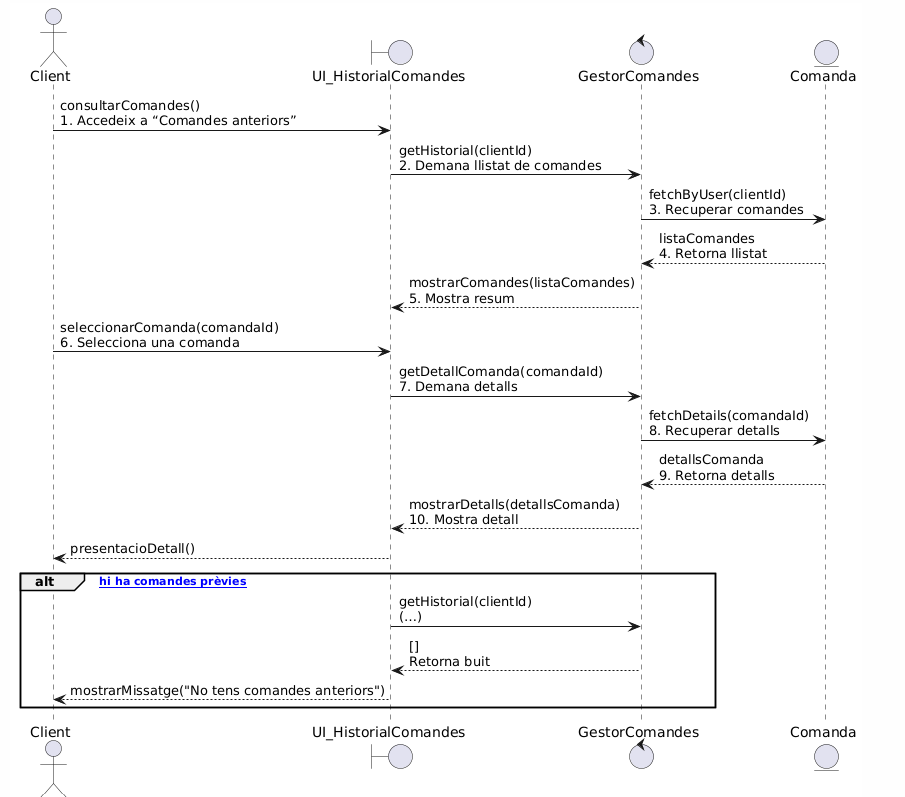 Client
UI_HistorialComandes
GestorComandes
Comanda
consultarComandes()
1. Accedeix a “Comandes anteriors”
getHistorial(clientId)
2. Demana llistat de comandes
fetchByUser(clientId)
3. Recuperar comandes
listaComandes
4. Retorna llistat
mostrarComandes(listaComandes)
5. Mostra resum
seleccionarComanda(comandaId)
6. Selecciona una comanda
getDetallComanda(comandaId)
7. Demana detalls
fetchDetails(comandaId)
8. Recuperar detalls
detallsComanda
9. Retorna detalls
mostrarDetalls(detallsComanda)
10. Mostra detall
presentacioDetall()
alt
hi ha comandes prèvies
getHistorial(clientId)
(...)
[]
Retorna buit
mostrarMissatge("No tens comandes anteriors")
Client
UI_HistorialComandes
GestorComandes
Comanda